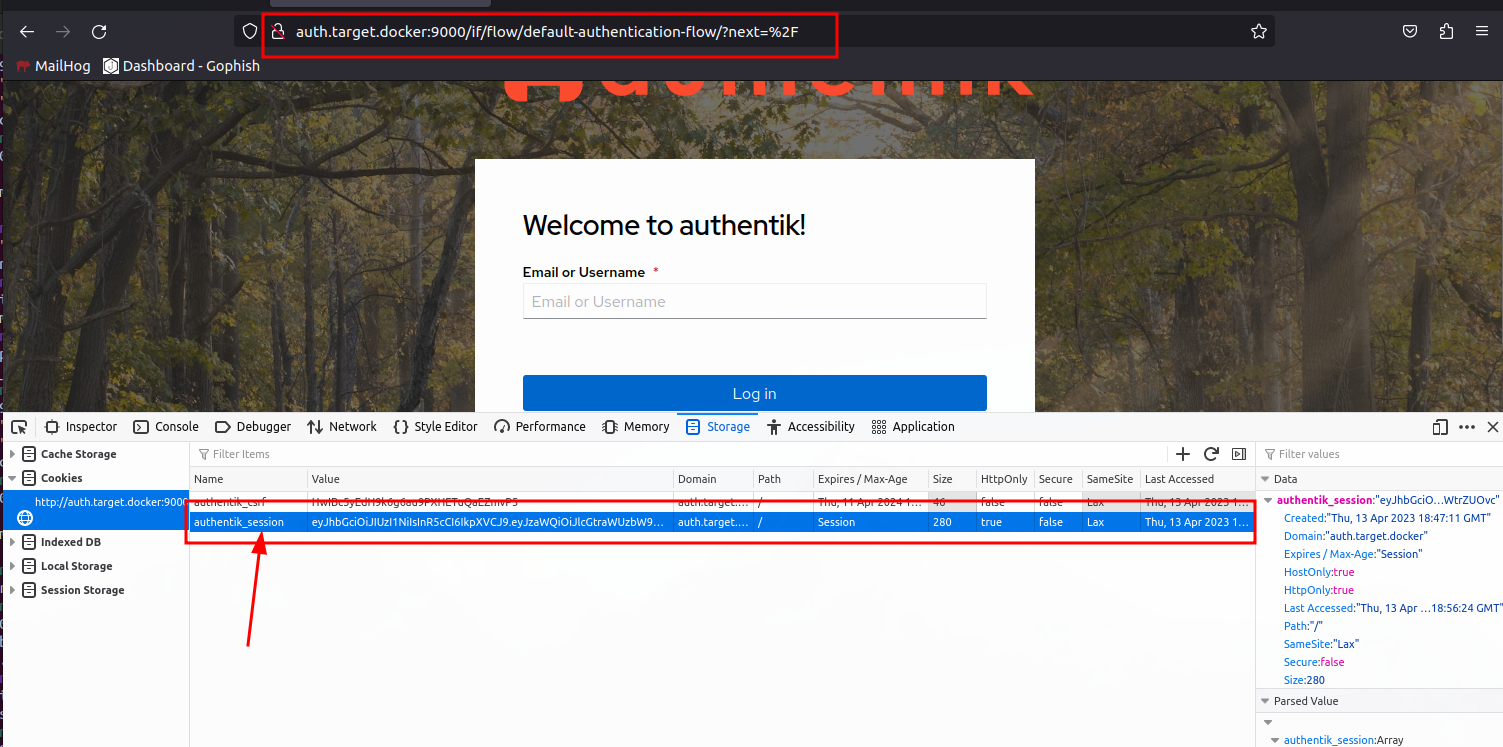 auth.target.docker:9000/if/flow/default-authentication-flow/?next=%2F
MailHog Dashboard - Gophish
Welcome to authentik!
Email or Username *
Email or Username
Log in
Inspector Console Debugger Network Style Editor Performance Memory Storage Accessibility Application
Cache Storage
Cookies
http://auth.target.docker:9000
Indexed DB
Local Storage
Session Storage
Filter Items
Name Value Domain Path Expires / Max-Age Size HttpOnly Secure SameSite Last Accessed
authentik_csrf auth.target.... / Thu, 11 Apr 2024 1... 46 false false Lax Thu, 13 Apr 2023 1...
authentik_session eyJhbGciOiJIUzI1NiIsInR5cCI6IkpXVCJ9.eyJzaWQiOiJlcGtraWUzbW9... auth.target.... / Session 280 true false Lax Thu, 13 Apr 2023 1...
Filter values
Data
authentik_session:"eyJhbGciO...WtrZUOvc"
Created:"Thu, 13 Apr 2023 18:47:11 GMT"
Domain:"auth.target.docker"
Expires / Max-Age:"Session"
HostOnly:true
HttpOnly:true
Last Accessed:"Thu, 13 Apr ...18:56:24 GMT"
Path:"/"
SameSite:"Lax"
Secure:false
Size:280
Parsed Value
authentik_session:Array